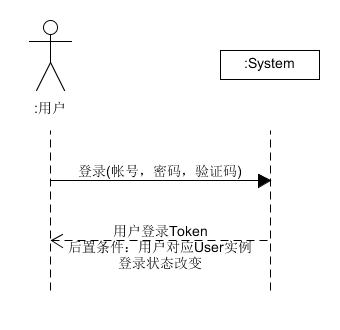 :System
:用户
登录(帐号，密码，验证码)
用户登录Token
后置条件：用户对应User实例
登录状态改变